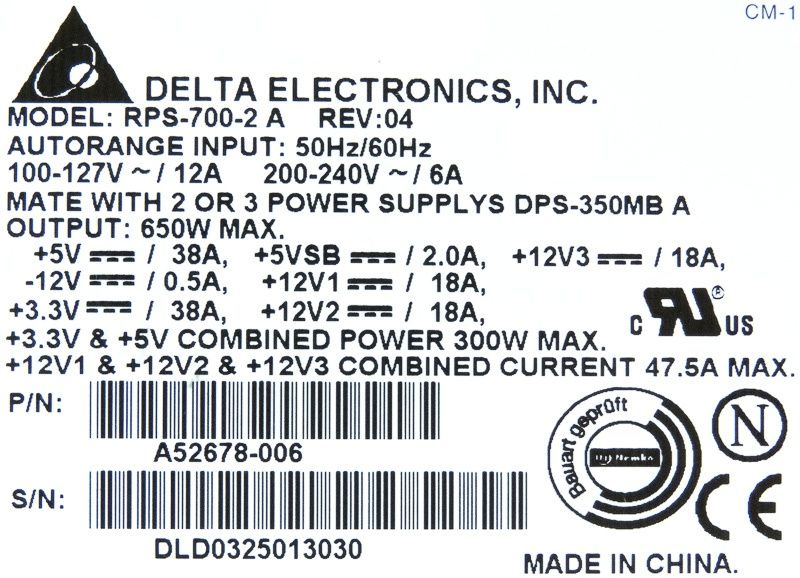 CM-1
DELTA ELECTRONICS, INC.
MODEL: RPS-700-2 A REV:04
AUTORANGE INPUT: 50Hz/60Hz
100-127V ~ / 12A 200-240V ~ / 6A
MATE WITH 2 OR 3 POWER SUPPLYS DPS-350MB A
OUTPUT: 650W MAX.
+5V ⎓ / 38A, +5VSB ⎓ / 2.0A, +12V3 ⎓ / 18A,
-12V ⎓ / 0.5A, +12V1 ⎓ / 18A,
+3.3V ⎓ / 38A, +12V2 ⎓ / 18A,
c RU® US
+3.3V & +5V COMBINED POWER 300W MAX.
+12V1 & +12V2 & +12V3 COMBINED CURRENT 47.5A MAX.
P/N:
A52678-006
S/N:
DLD0325013030
Bauart geprüft
Nemko
N
CE
MADE IN CHINA.